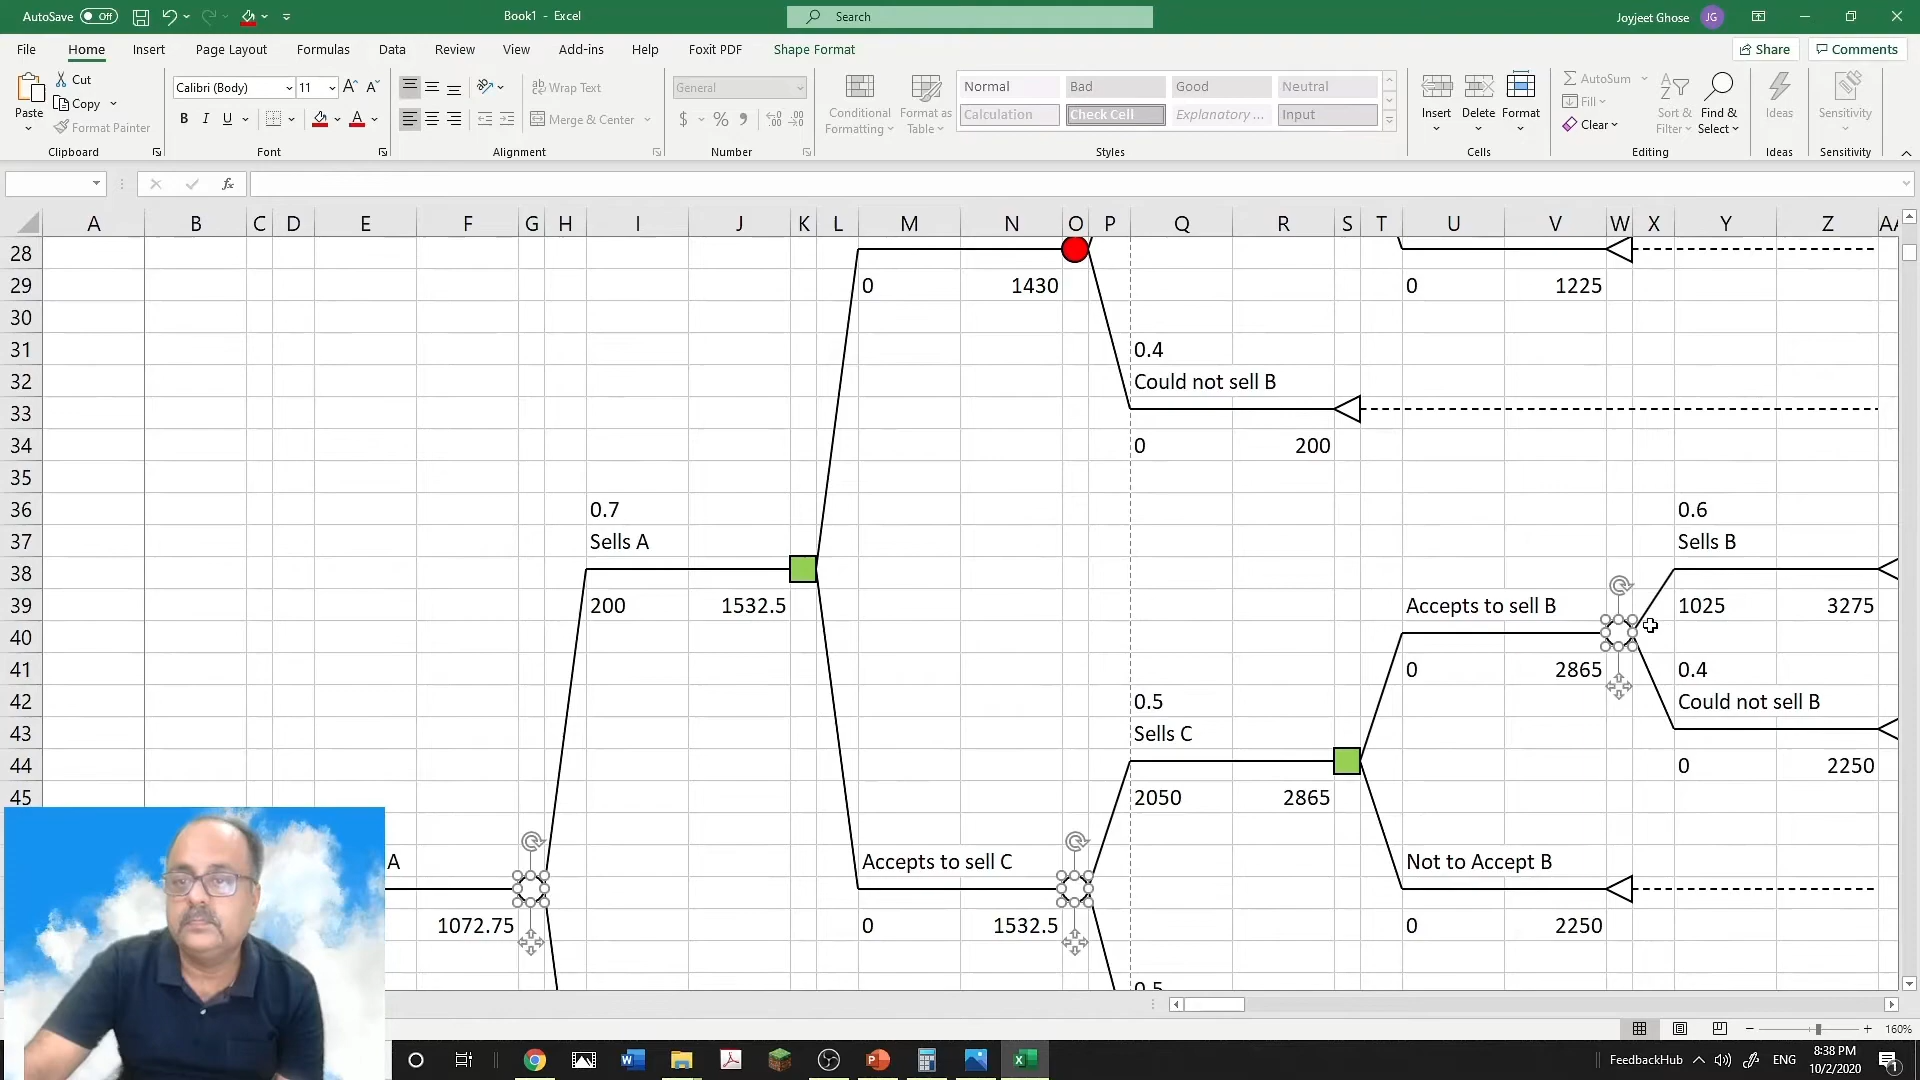 AutoSave Off
Book1 - Excel
Search
Joyjeet Ghose JG
File Home Insert Page Layout Formulas Data Review View Add-ins Help Foxit PDF Shape Format
Share Comments
Paste
Cut
Copy
Format Painter
Calibri (Body) 11
B I U
Wrap Text
Merge & Center
General
$ % 9
Conditional Formatting
Format as Table
Normal Bad Good Neutral
Calculation Check Cell Explanatory ... Input
Insert Delete Format
AutoSum
Fill
Clear
Sort & Filter
Find & Select
Ideas
Sensitivity
Clipboard Font Alignment Number Styles Cells Editing Ideas Sensitivity
fx
A B C D E F G H I J K L M N O P Q R S T U V W X Y Z AA
28
29 0 1430 0 1225
30
31 0.4
32 Could not sell B
33
34 0 200
35
36 0.7 0.6
37 Sells A Sells B
38
39 200 1532.5 Accepts to sell B 1025 3275
40
41 0 2865 0.4
42 0.5 Could not sell B
43 Sells C
44 0 2250
45 2050 2865
A Accepts to sell C Not to Accept B
1072.75 0 1532.5 0 2250
0.5
160%
FeedbackHub ENG
8:38 PM
10/2/2020
1